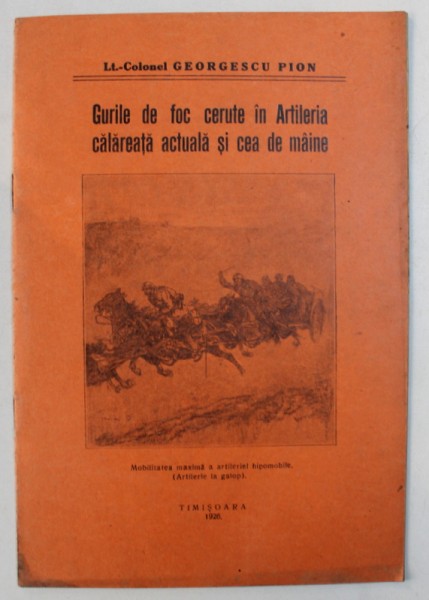 Lt.-Colonel GEORGESCU PION
Gurile de foc cerute în Artileria
călăreață actuală și cea de mâine
Mobilitatea maximă a artileriei hipomobile.
(Artilerie la galop).
TIMIȘOARA